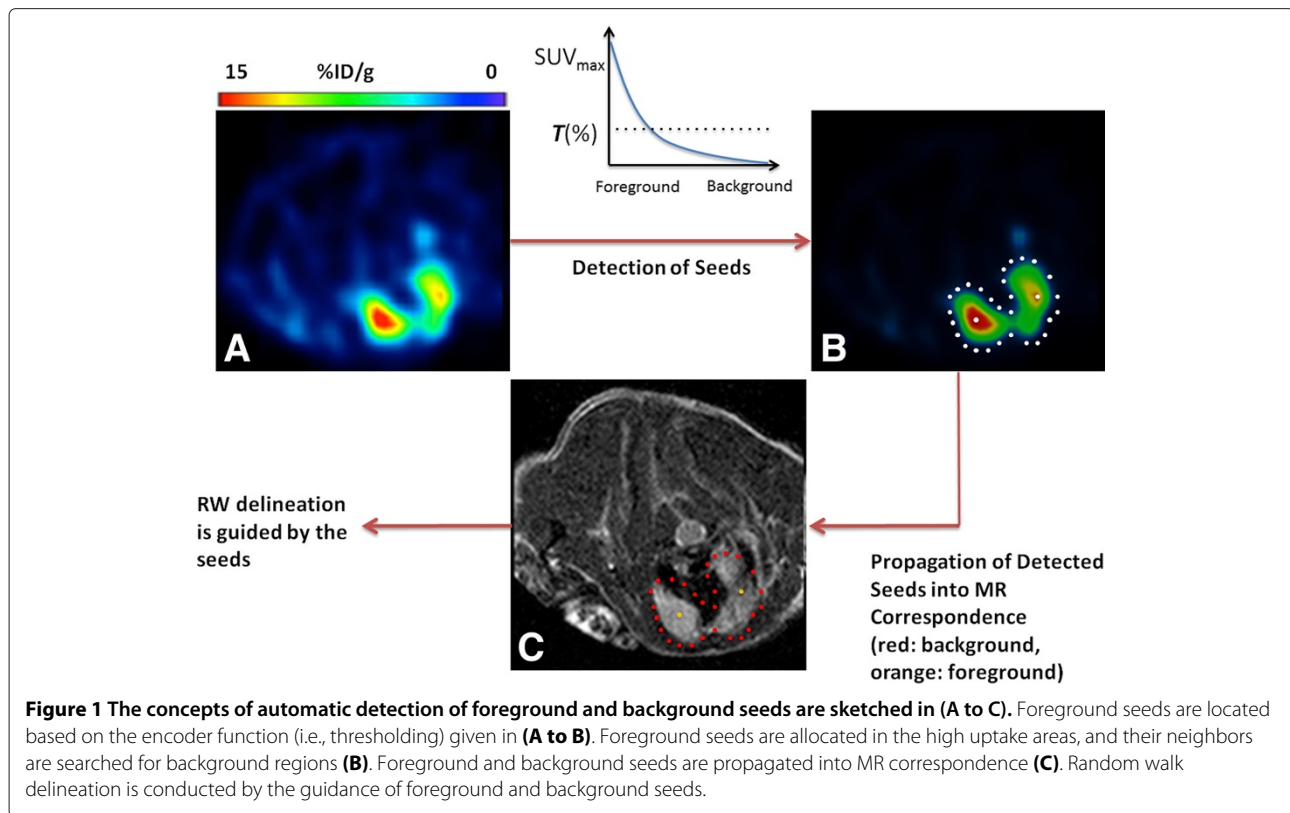 15 %ID/g 0
SUVmax
T(%)
Foreground Background
A
Detection of Seeds
B
RW delineation
is guided by the
seeds
C
Propagation of Detected
Seeds into MR
Correspondence
(red: background,
orange: foreground)
Figure 1 The concepts of automatic detection of foreground and background seeds are sketched in (A to C). Foreground seeds are located
based on the encoder function (i.e., thresholding) given in (A to B). Foreground seeds are allocated in the high uptake areas, and their neighbors
are searched for background regions (B). Foreground and background seeds are propagated into MR correspondence (C). Random walk
delineation is conducted by the guidance of foreground and background seeds.